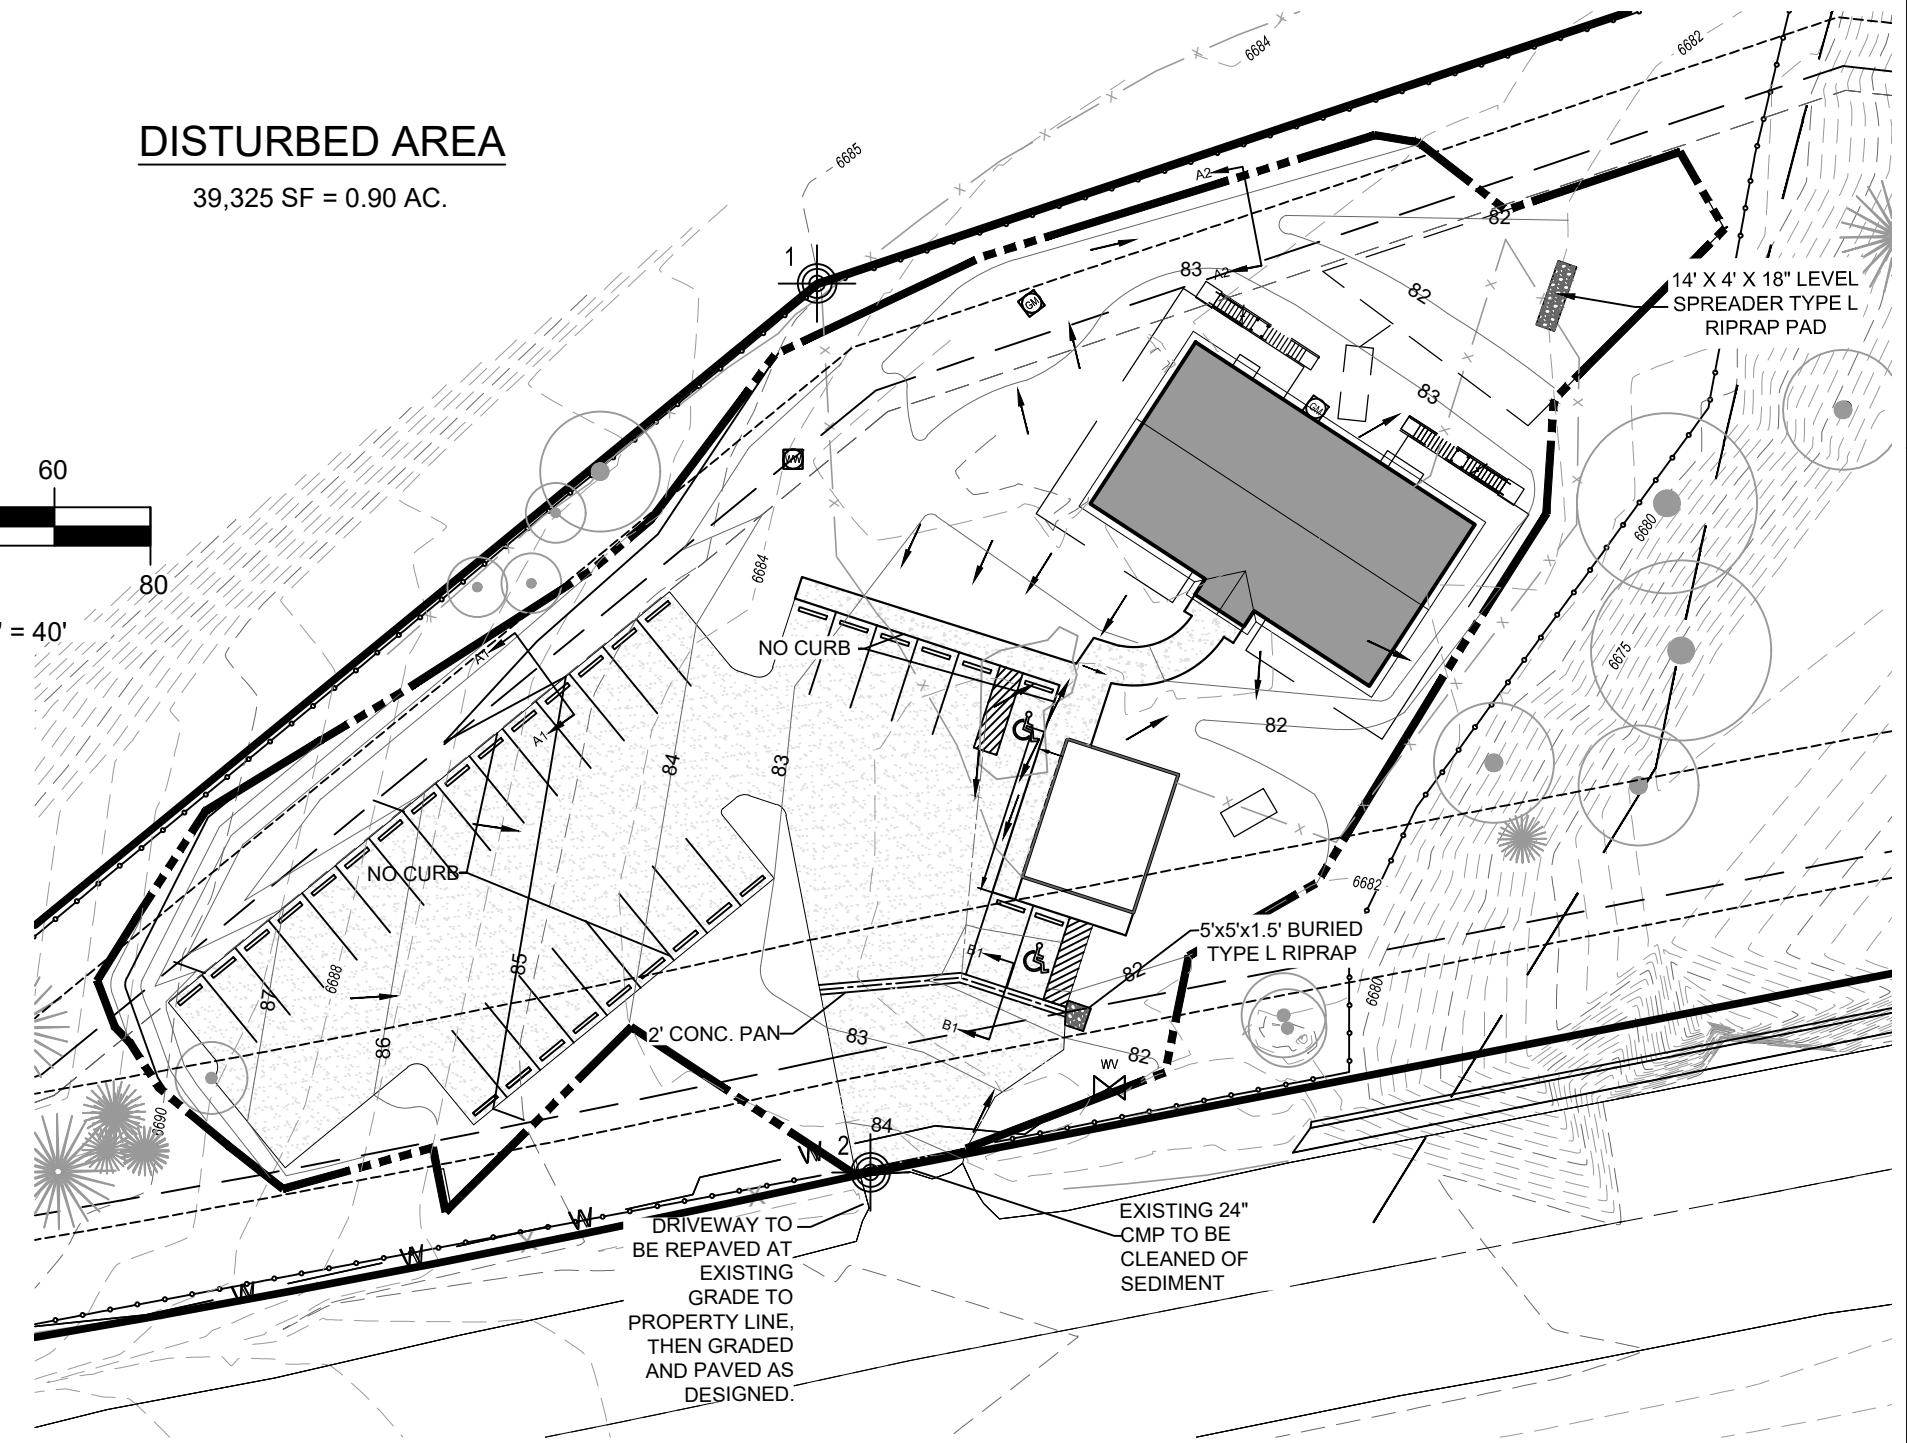 DISTURBED AREA
39,325 SF = 0.90 AC.
6684
6682
6685
A2
82
1
83
A2
82
14' X 4' X 18" LEVEL
SPREADER TYPE L
RIPRAP PAD
GM
83
GM
60
80
' = 40'
WV
6684
6680
6675
NO CURB
A1
A1
84
83
82
NO CURB
6682
5'x5'x1.5' BURIED
TYPE L RIPRAP
B1
82
85
6688
87
86
6680
B1
2' CONC. PAN
83
82
WV
6690
84
2
W
W
W
W
DRIVEWAY TO
BE REPAVED AT
EXISTING
GRADE TO
PROPERTY LINE,
THEN GRADED
AND PAVED AS
DESIGNED.
EXISTING 24"
CMP TO BE
CLEANED OF
SEDIMENT